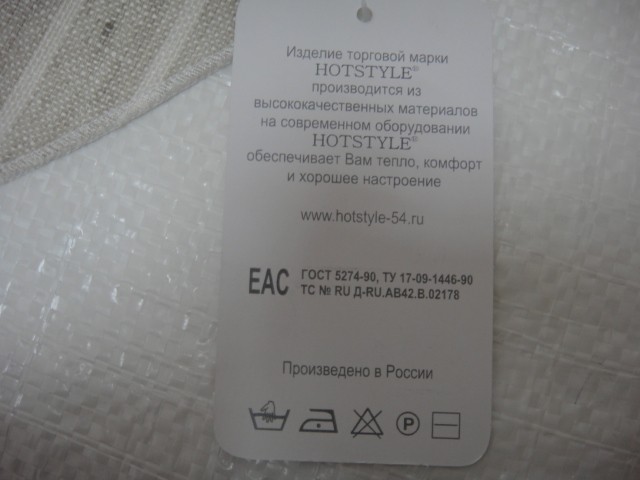 Изделие торговой марки
HOTSTYLE®
производится из
высококачественных материалов
на современном оборудовании
HOTSTYLE®
обеспечивает Вам тепло, комфорт
и хорошее настроение
www.hotstyle-54.ru
EAC ГОСТ 5274-90, ТУ 17-09-1446-90
ТС № RU Д-RU.АВ42.В.02178
Произведено в России
P